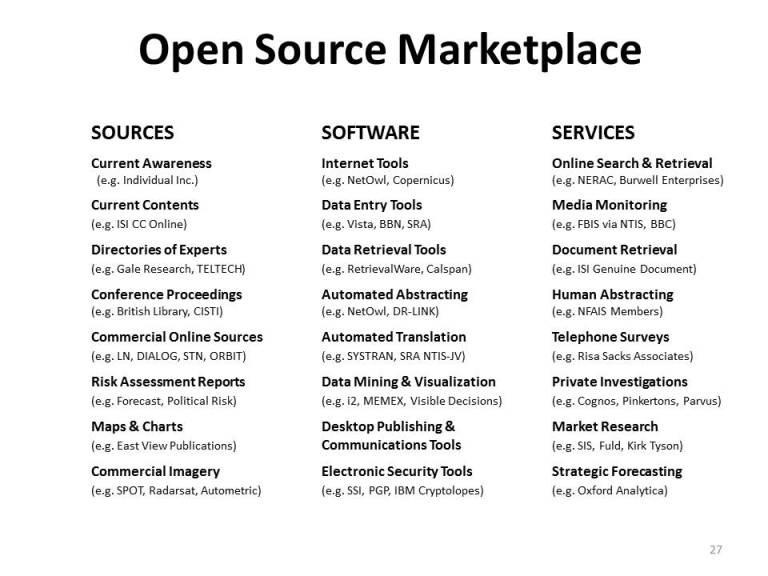 Open Source Marketplace
SOURCES
Current Awareness
(e.g. Individual Inc.)
Current Contents
(e.g. ISI CC Online)
Directories of Experts
(e.g. Gale Research, TELTECH)
Conference Proceedings
(e.g. British Library, CISTI)
Commercial Online Sources
(e.g. LN, DIALOG, STN, ORBIT)
Risk Assessment Reports
(e.g. Forecast, Political Risk)
Maps & Charts
(e.g. East View Publications)
Commercial Imagery
(e.g. SPOT, Radarsat, Autometric)
SOFTWARE
Internet Tools
(e.g. NetOwl, Copernicus)
Data Entry Tools
(e.g. Vista, BBN, SRA)
Data Retrieval Tools
(e.g. RetrievalWare, Calspan)
Automated Abstracting
(e.g. NetOwl, DR-LINK)
Automated Translation
(e.g. SYSTRAN, SRA NTIS-JV)
Data Mining & Visualization
(e.g. i2, MEMEX, Visible Decisions)
Desktop Publishing &
Communications Tools
Electronic Security Tools
(e.g. SSI, PGP, IBM Cryptolopes)
SERVICES
Online Search & Retrieval
(e.g. NERAC, Burwell Enterprises)
Media Monitoring
(e.g. FBIS via NTIS, BBC)
Document Retrieval
(e.g. ISI Genuine Document)
Human Abstracting
(e.g. NFAIS Members)
Telephone Surveys
(e.g. Risa Sacks Associates)
Private Investigations
(e.g. Cognos, Pinkertons, Parvus)
Market Research
(e.g. SIS, Fuld, Kirk Tyson)
Strategic Forecasting
(e.g. Oxford Analytica)
27